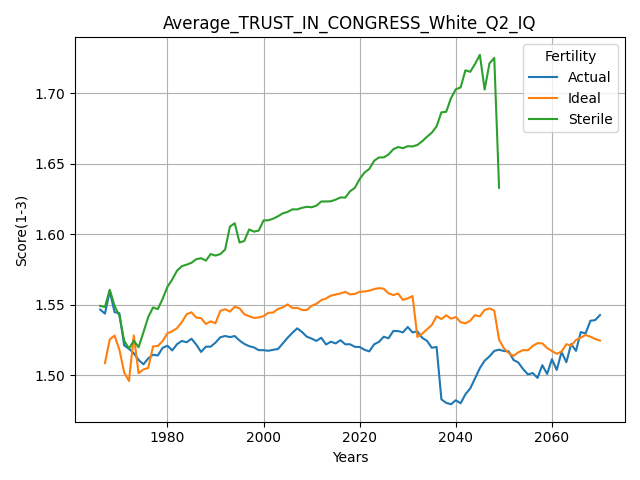 Average_TRUST_IN_CONGRESS_White_Q2_IQ
Fertility
Actual
Ideal
Sterile
Score(1-3)
1.70
1.65
1.60
1.55
1.50
1980
2000
2020
2040
2060
Years